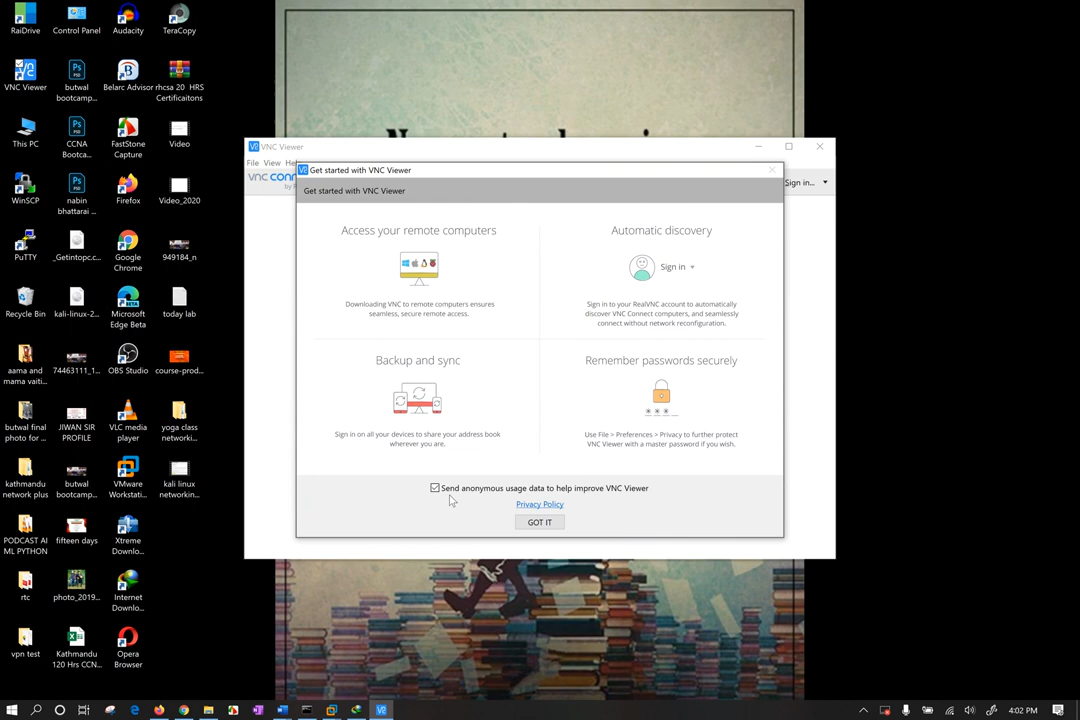 RaiDrive
Control Panel
Audacity
TeraCopy
VNC Viewer
butwal
bootcamp...
Belarc Advisor
rhcsa 20 HRS
Certificaitons
This PC
CCNA
Bootca...
FastStone
Capture
Video
WinSCP
nabin
bhattarai ...
Firefox
Video_2020
PuTTY
_Getintopc.c...
Google
Chrome
949184_n
Recycle Bin
kali-linux-2...
Microsoft
Edge Beta
today lab
aama and
mama vaiti...
74463111_1...
OBS Studio
course-prod...
butwal final
photo for ...
JIWAN SIR
PROFILE
VLC media
player
yoga class
networki...
kathmandu
network plus
butwal
bootcamp...
VMware
Workstati...
kali linux
networkin...
PODCAST AI
ML PYTHON
fifteen days
Xtreme
Downlo...
rtc
photo_2019...
Internet
Downlo...
vpn test
Kathmandu
120 Hrs CCN...
Opera
Browser
VNC Viewer
File View Hel
Sign in...
Get started with VNC Viewer
Get started with VNC Viewer
Access your remote computers
Downloading VNC to remote computers ensures
seamless, secure remote access.
Automatic discovery
Sign in
Sign in to your RealVNC account to automatically
discover VNC Connect computers, and seamlessly
connect without network reconfiguration.
Backup and sync
Sign in on all your devices to share your address book
wherever you are.
Remember passwords securely
Use File > Preferences > Privacy to further protect
VNC Viewer with a master password if you wish.
Send anonymous usage data to help improve VNC Viewer
Privacy Policy
GOT IT
4:02 PM